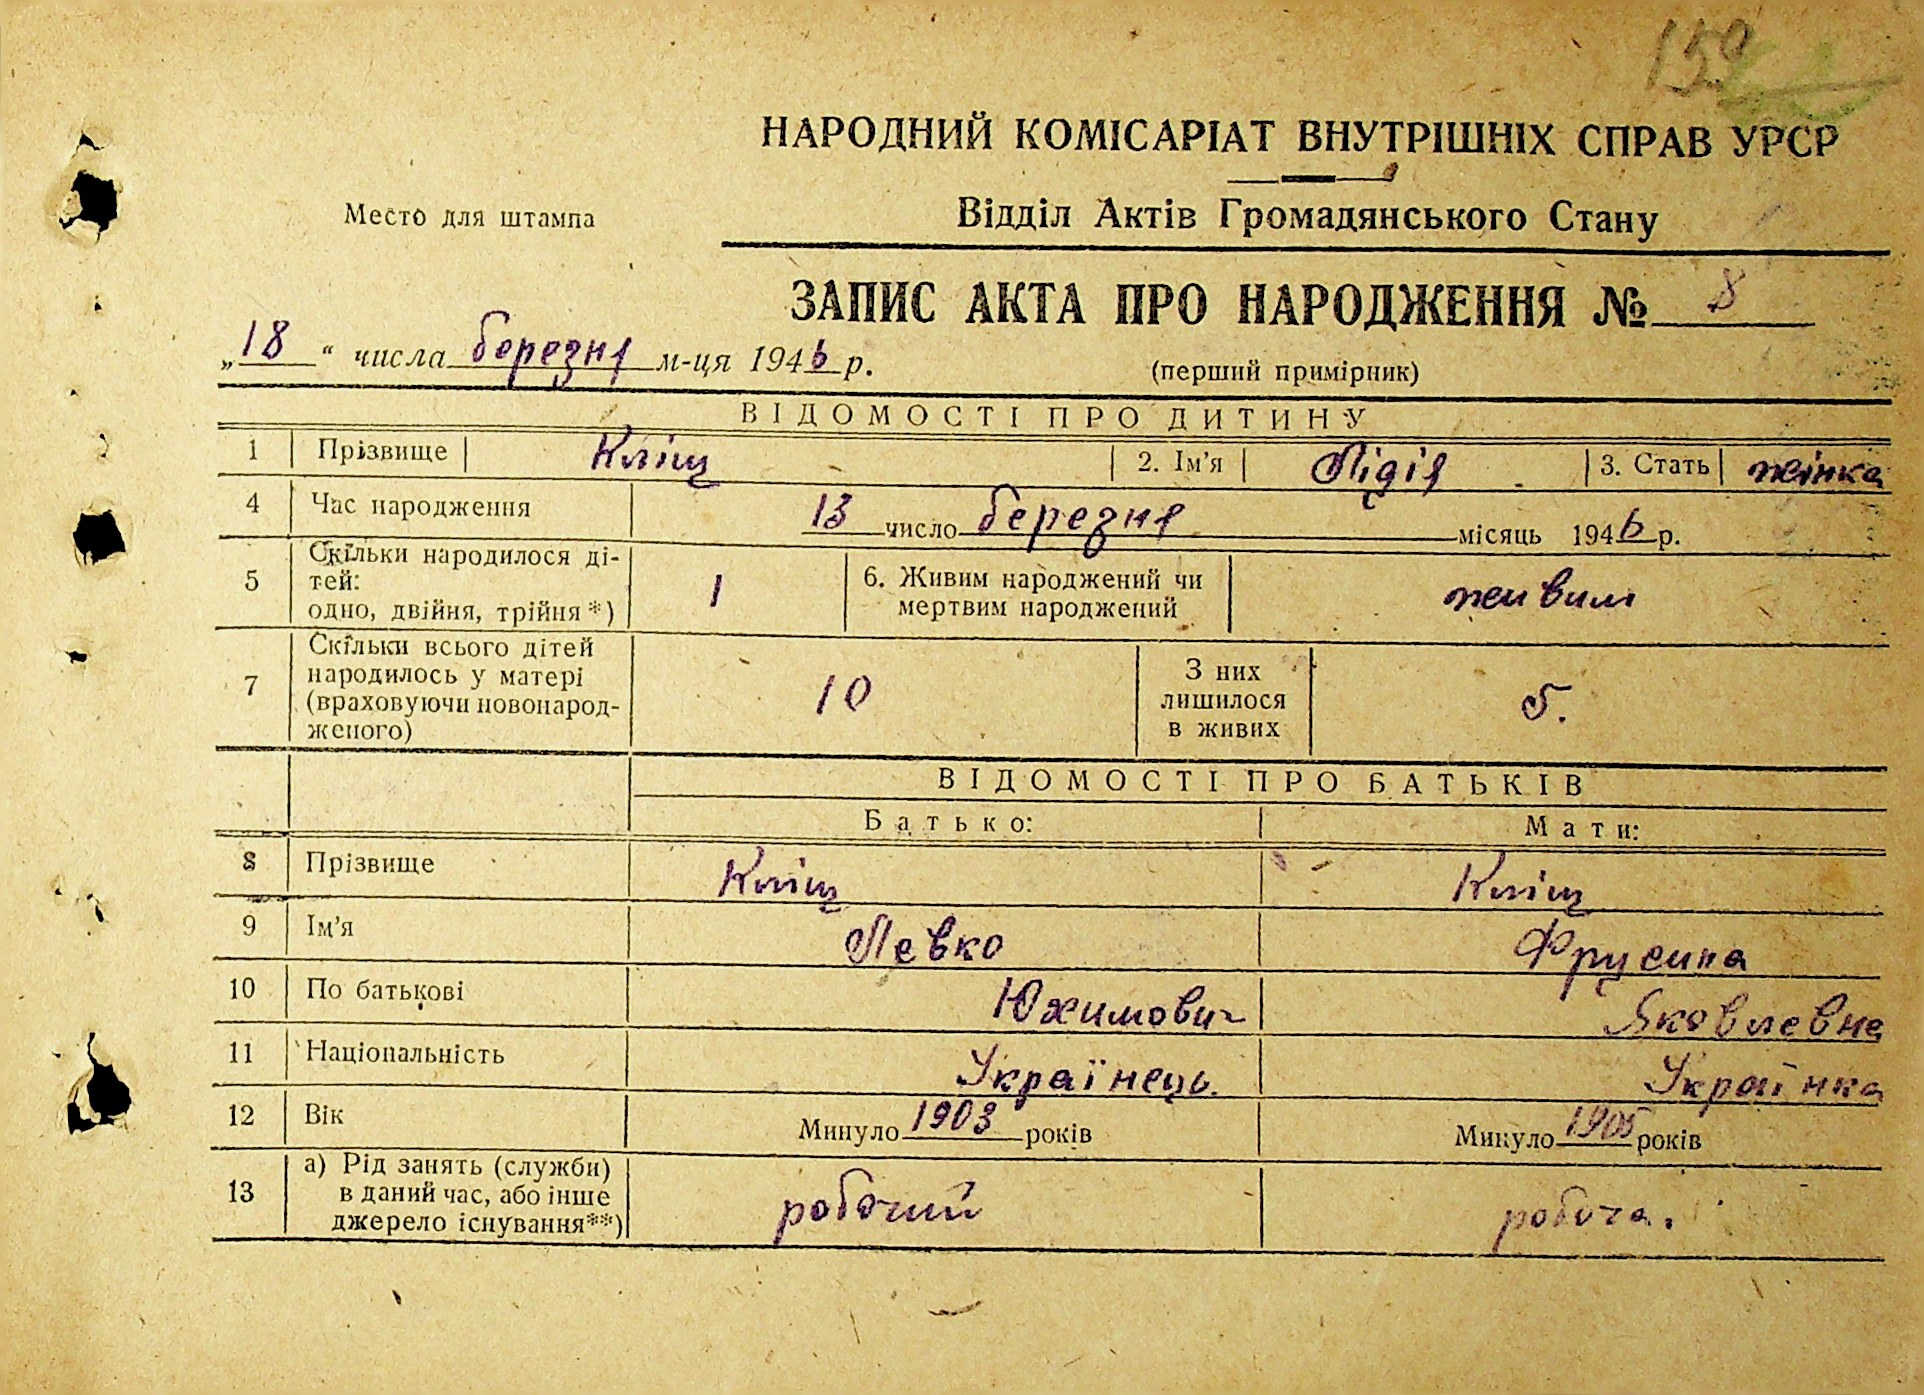 159
НАРОДНИЙ КОМІСАРІАТ ВНУТРІШНІХ СПРАВ УРСР
Место для штампа
Відділ Актів Громадянського Стану
ЗАПИС АКТА ПРО НАРОДЖЕННЯ № 8
„18“ числа березня м-ця 1946 р.
(перший примірник)
ВІДОМОСТІ ПРО ДИТИНУ
1 Прізвище Кліщ 2. Ім’я Лідія 3. Стать жінка
4 Час народження 13 число березня місяць 1946 р.
5 Скільки народилося ді-
тей:
одно, двійня, трійня*) 1
6. Живим народжений чи
мертвим народжений живим
7 Скільки всього дітей
народилось у матері
(враховуючи новонарод-
женого) 10
З них
лишилося
в живих 5.
ВІДОМОСТІ ПРО БАТЬКІВ
Батько: Мати:
8 Прізвище Кліщ Кліщ
9 Ім’я Левко Фрусина
10 По батькові Юхимович Яковлевна
11 Національність Українець. Українка
12 Вік Минуло 1903 років Минуло 1905 років
13 а) Рід занять (служби)
в даний час, або інше
джерело існування**) робочий робоча.